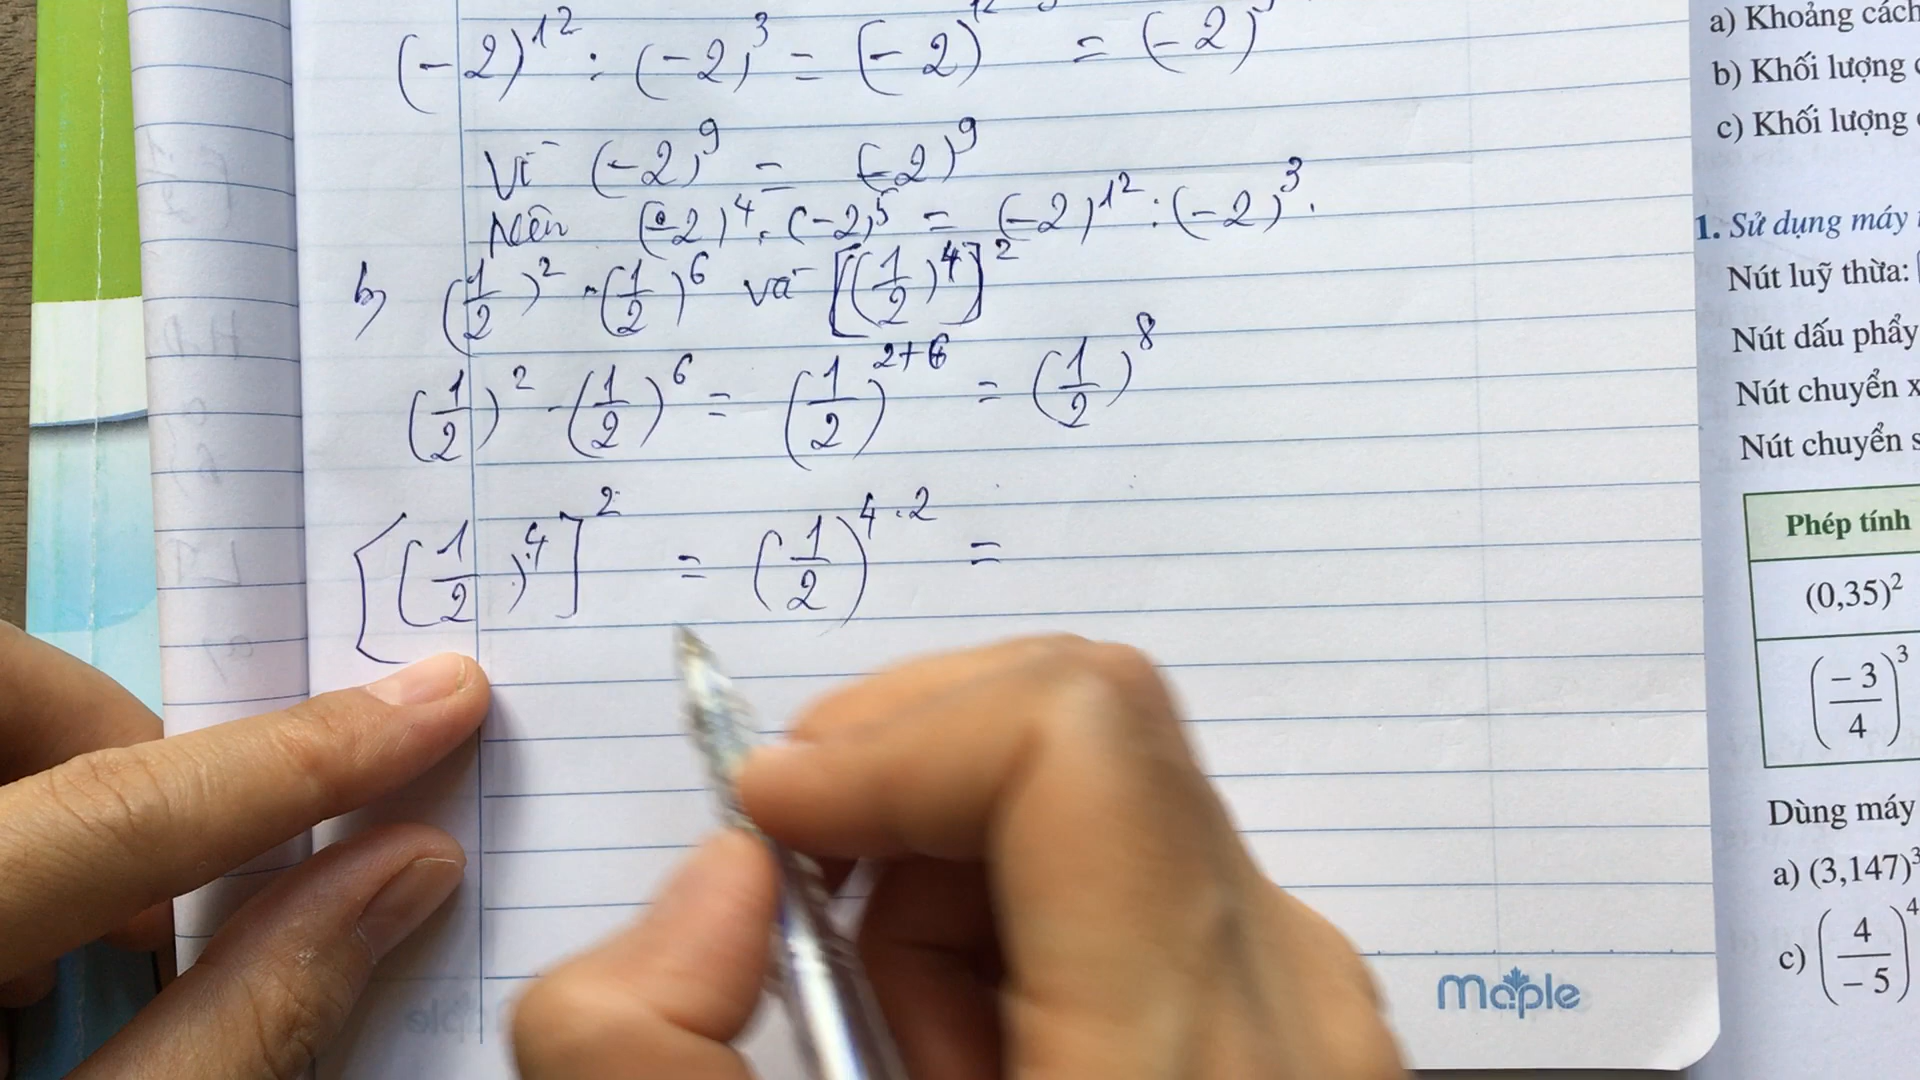 (-2)¹² : (-2)³ = (-2)¹² = (-2)
Vì (-2)⁹ = (-2)⁹
Nên (-2)⁴ . (-2)⁵ = (-2)¹² : (-2)³.
b) (1/2)² . (1/2)⁶ và [(1/2)⁴]²
(1/2)² . (1/2)⁶ = (1/2)²⁺⁶ = (1/2)⁸
[(1/2)⁴]² = (1/2)⁴·² =
Maple
a) Khoảng cách
b) Khối lượng
c) Khối lượng
1. Sử dụng máy
Nút luỹ thừa:
Nút dấu phẩy
Nút chuyển
Nút chuyển
Phép tính
(0,35)²
(-3/4)³
Dùng máy
a) (3,147)³
c) (4/-5)⁴